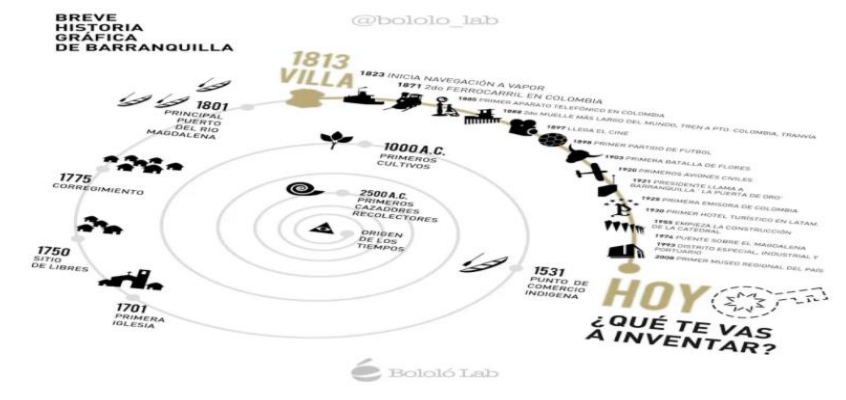 @bololo_lab
BREVE
HISTORIA
GRÁFICA
DE BARRANQUILLA
ORIGEN
DE LOS
TIEMPOS
2500 A.C.
PRIMEROS
CAZADORES
RECOLECTORES
1000 A.C.
PRIMEROS
CULTIVOS
1531
PUNTO DE
COMERCIO
INDIGENA
1701
PRIMERA
IGLESIA
1750
SITIO
DE LIBRES
1775
CORREGIMIENTO
1801
PRINCIPAL
PUERTO
DEL RIO
MAGDALENA
1813
VILLA
1823 INICIA NAVEGACIÓN A VAPOR
1871 2do FERROCARRIL EN COLOMBIA
1885 PRIMER APARATO TELEFÓNICO EN COLOMBIA
1888 2do MUELLE MÁS LARGO DEL MUNDO, TREN A PTO. COLOMBIA, TRANVÍA
1897 LLEGA EL CINE
PRIMER PARTIDO DE FUTBOL
1903 PRIMERA BATALLA DE FLORES
1920 PRIMEROS AVIONES CIVILES
1921 PRESIDENTE LLAMA A
BARRANQUILLA ' LA PUERTA DE ORO'
1929 PRIMERA EMISORA DE COLOMBIA
1930 PRIMER HOTEL TURÍSTICO EN LATAM.
1955 EMPIEZA LA CONSTRUCCIÓN
DE LA CATEDRAL
1974 PUENTE SOBRE EL MAGDALENA
1993 DISTRITO ESPECIAL, INDUSTRIAL Y
PORTUARIO
PRIMER MUSEO REGIONAL DEL PAIS
HOY
¿QUÉ TE VAS
A INVENTAR?
Bololó Lab